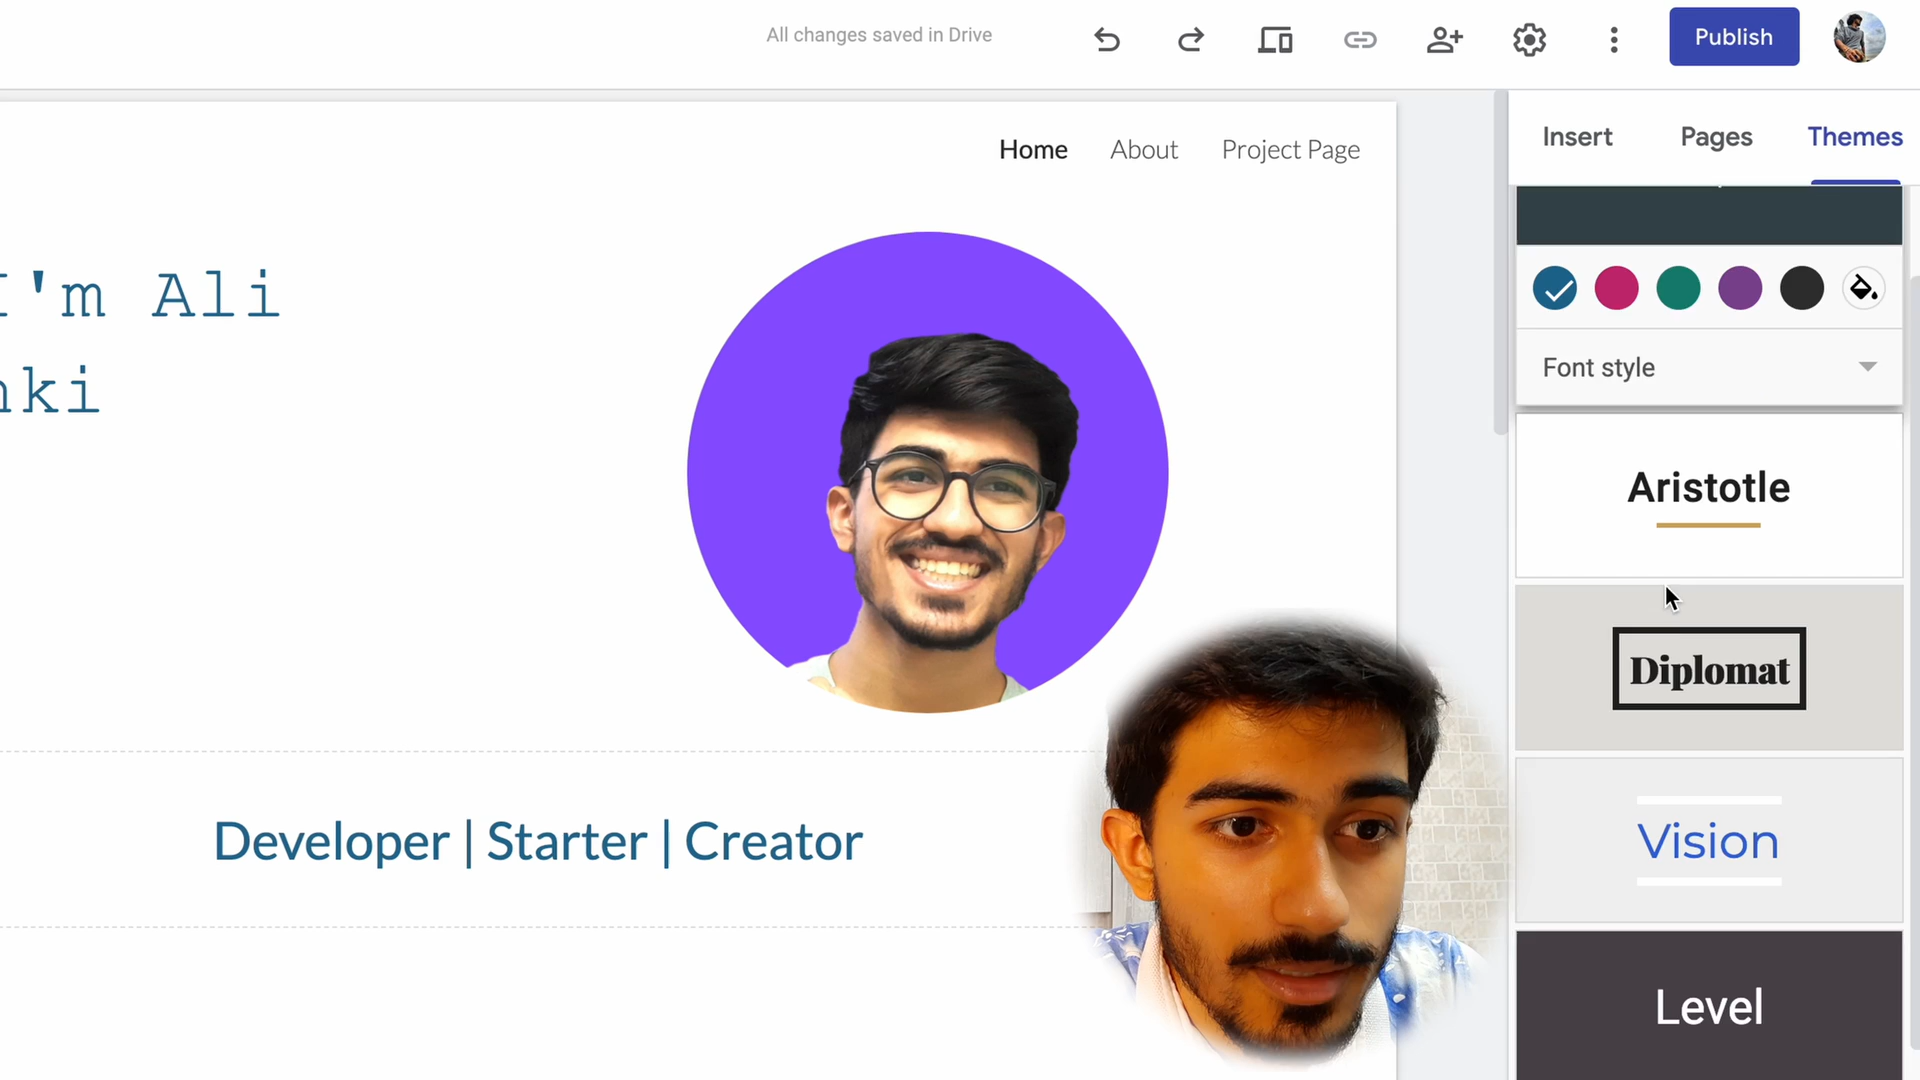 All changes saved in Drive
Publish
Insert Pages Themes
Home About Project Page
I'm Ali
nki
Developer | Starter | Creator
Font style
Aristotle
Diplomat
Vision
Level